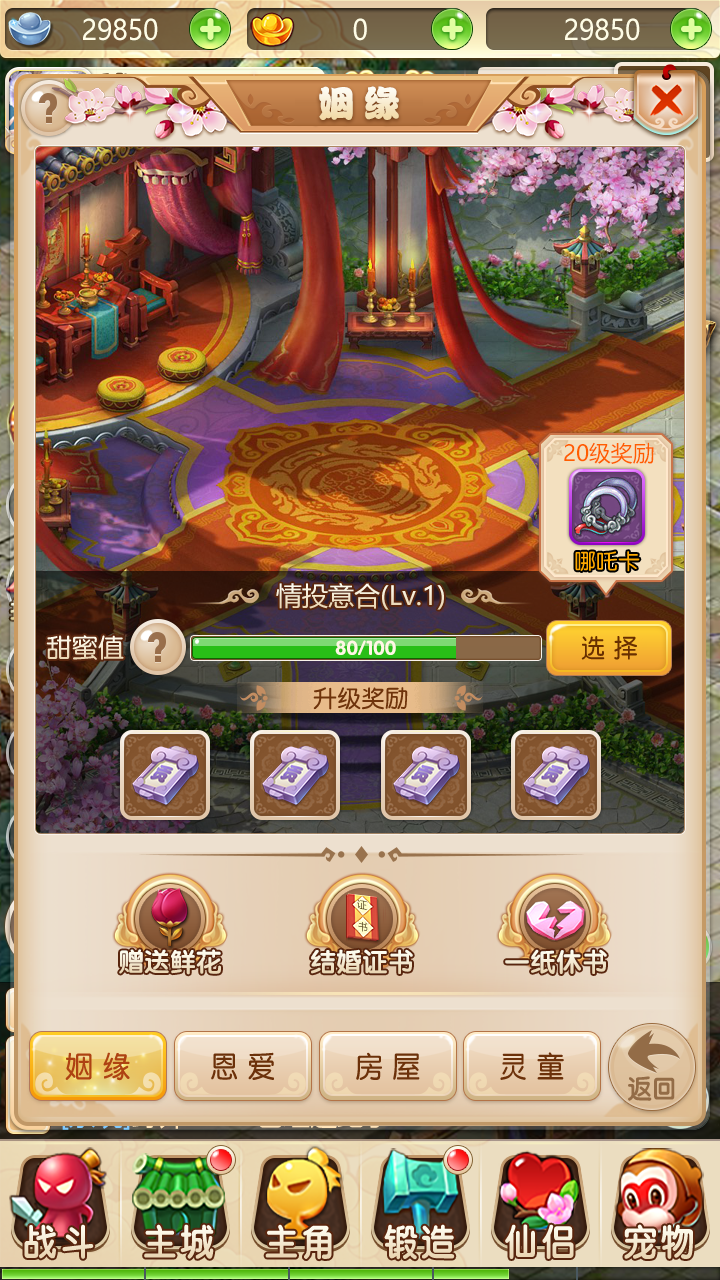 29850
0
29850
?
姻缘
20级奖励
哪吒卡
情投意合(Lv.1)
甜蜜值
?
80/100
选择
升级奖励
证
书
赠送鲜花
结婚证书
一纸休书
姻缘
恩爱
房屋
灵童
返回
战斗
主城
主角
锻造
仙侣
宠物